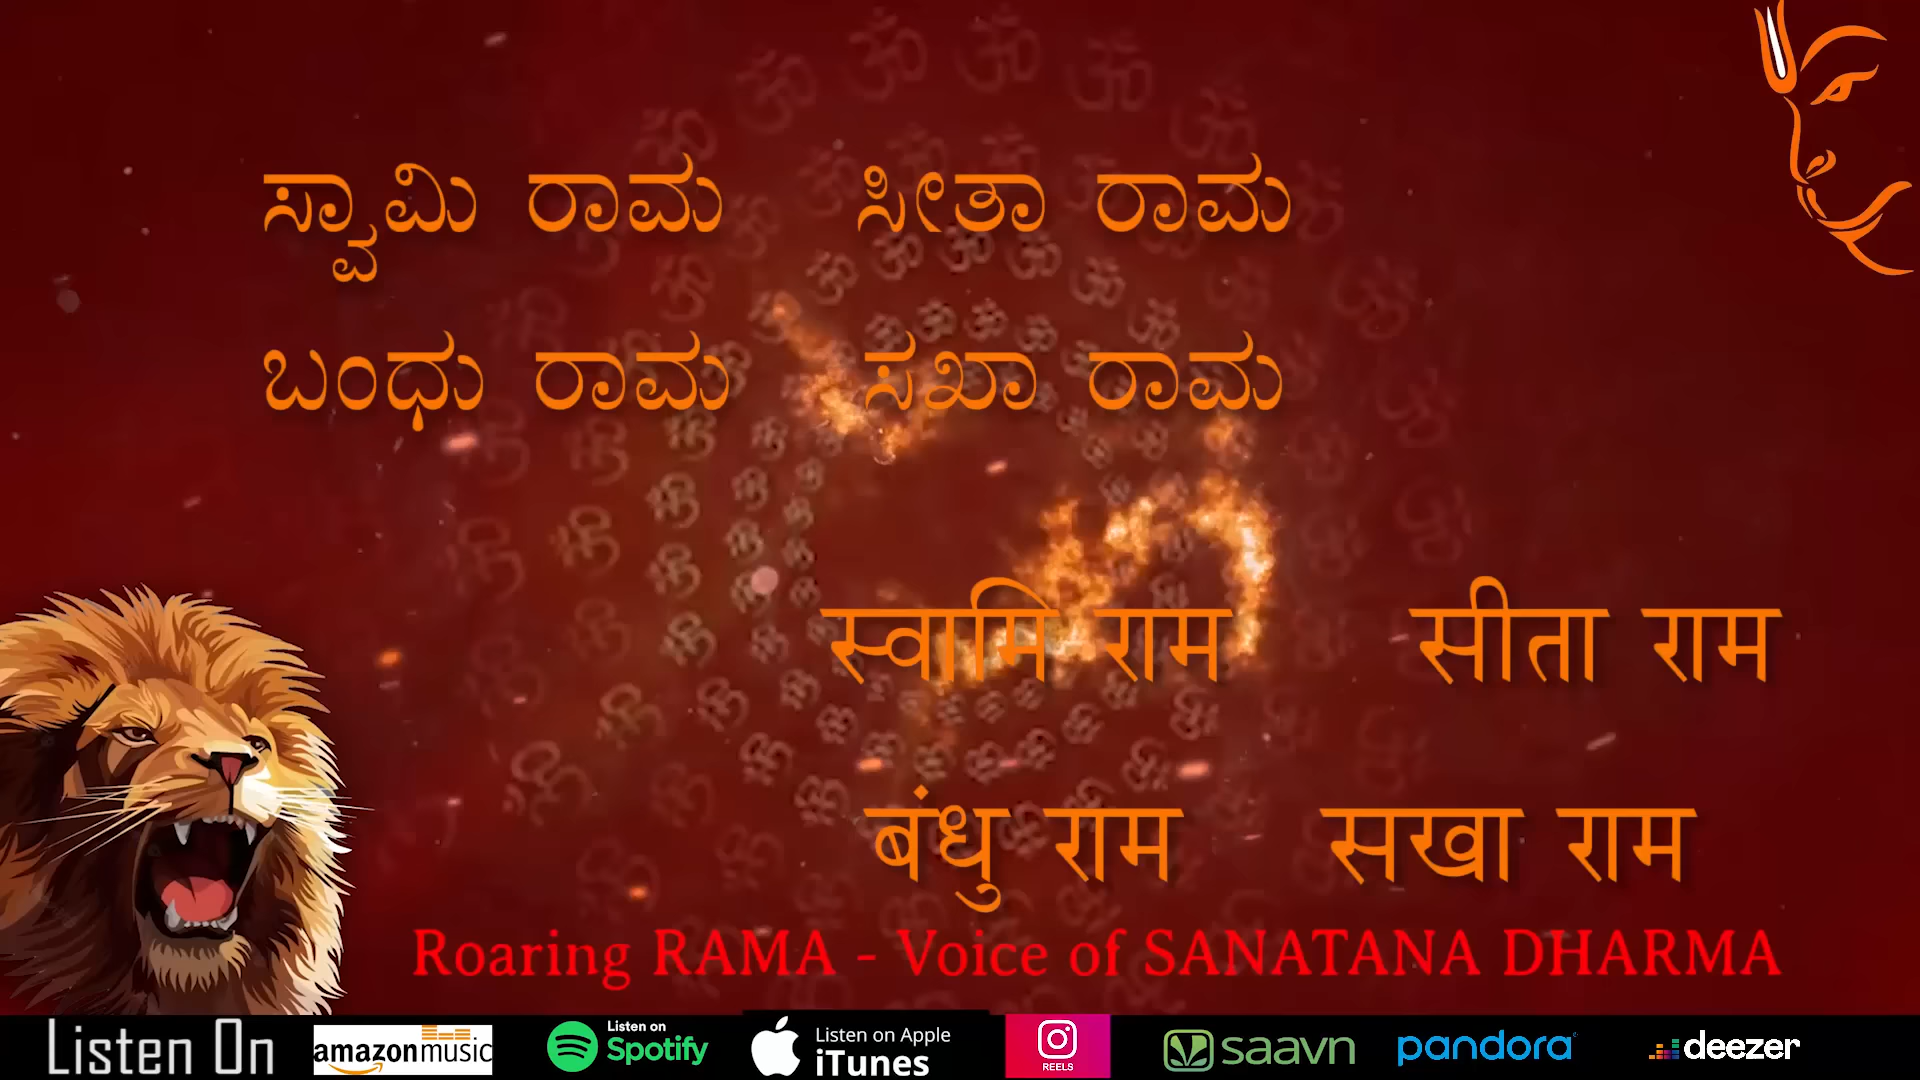 ಸ್ವಾಮಿ ರಾಮ ಸೀತಾ ರಾಮ
ಬಂಧು ರಾಮ ಸಖಾ ರಾಮ
स्वामि राम सीता राम
बंधु राम सखा राम
Roaring RAMA - Voice of SANATANA DHARMA
Listen On amazonmusic Listen on Spotify Listen on Apple iTunes REELS saavn pandora deezer